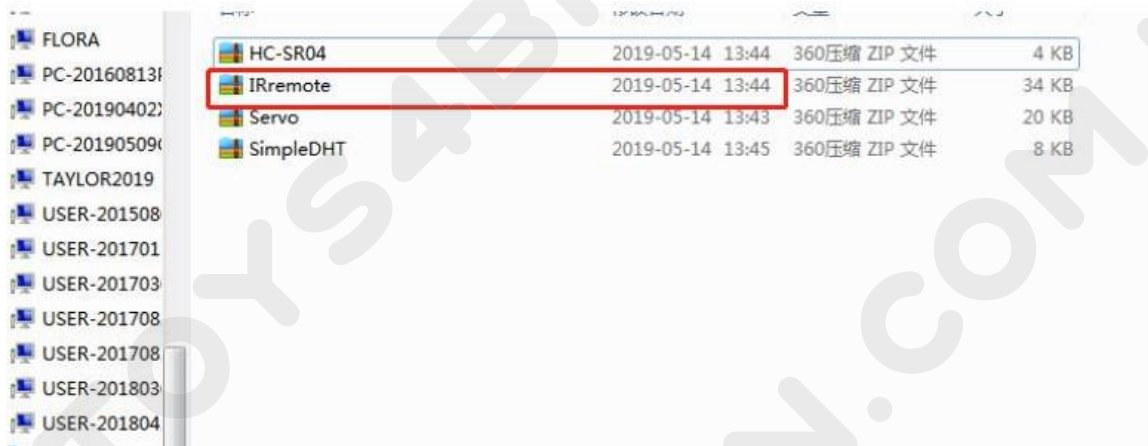 FLORA
PC-20160813
PC-20190402
PC-20190509
TAYLOR2019
USER-201508
USER-201701
USER-201703
USER-201708
USER-201708
USER-201803
USER-201804
HC-SR04 2019-05-14 13:44 360压缩 ZIP 文件 4 KB
IRremote 2019-05-14 13:44 360压缩 ZIP 文件 34 KB
Servo 2019-05-14 13:43 360压缩 ZIP 文件 20 KB
SimpleDHT 2019-05-14 13:45 360压缩 ZIP 文件 8 KB